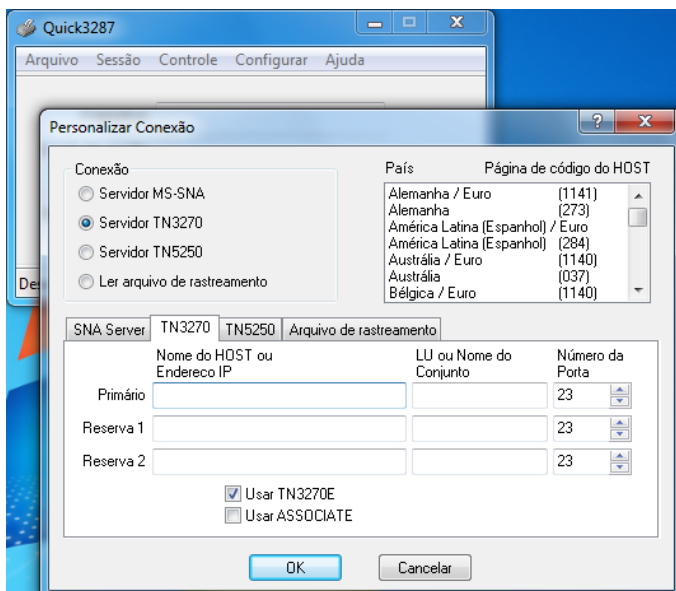 Quick3287
Arquivo Sessão Controle Configurar Ajuda
Personalizar Conexão
Conexão
Servidor MS-SNA
Servidor TN3270
Servidor TN5250
Ler arquivo de rastreamento
País Página de código do HOST
Alemanha / Euro (1141)
Alemanha (273)
América Latina (Espanhol) / Euro
América Latina (Espanhol) (284)
Austrália / Euro (1140)
Austrália (037)
Bélgica / Euro (1140)
Des
SNA Server TN3270 TN5250 Arquivo de rastreamento
Nome do HOST ou
Endereco IP
LU ou Nome do
Conjunto
Número da
Porta
Primário 23
Reserva 1 23
Reserva 2 23
Usar TN3270E
Usar ASSOCIATE
OK Cancelar